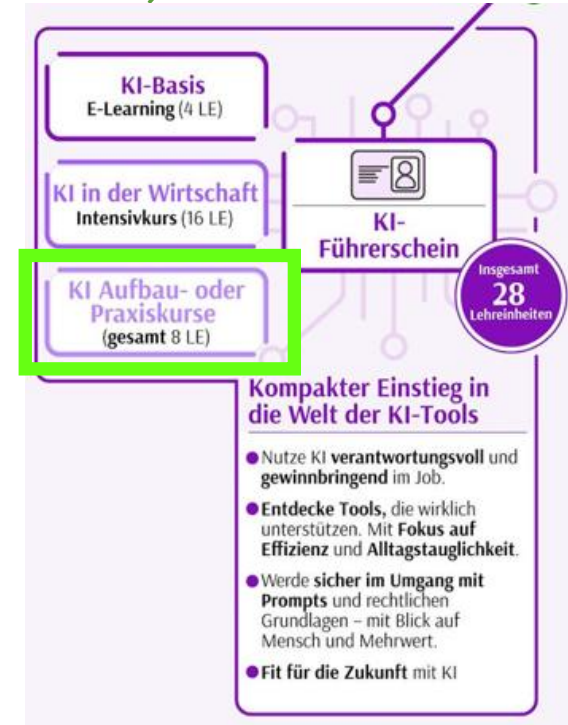 KI-Basis
E-Learning (4 LE)
KI in der Wirtschaft
Intensivkurs (16 LE)
KI Aufbau- oder
Praxiskurse
(gesamt 8 LE)
KI-
Führerschein
Insgesamt
28
Lehreinheiten
Kompakter Einstieg in
die Welt der KI-Tools
●Nutze KI verantwortungsvoll und
gewinnbringend im Job.
●Entdecke Tools, die wirklich
unterstützen. Mit Fokus auf
Effizienz und Alltagstauglichkeit.
●Werde sicher im Umgang mit
Prompts und rechtlichen
Grundlagen – mit Blick auf
Mensch und Mehrwert.
●Fit für die Zukunft mit KI